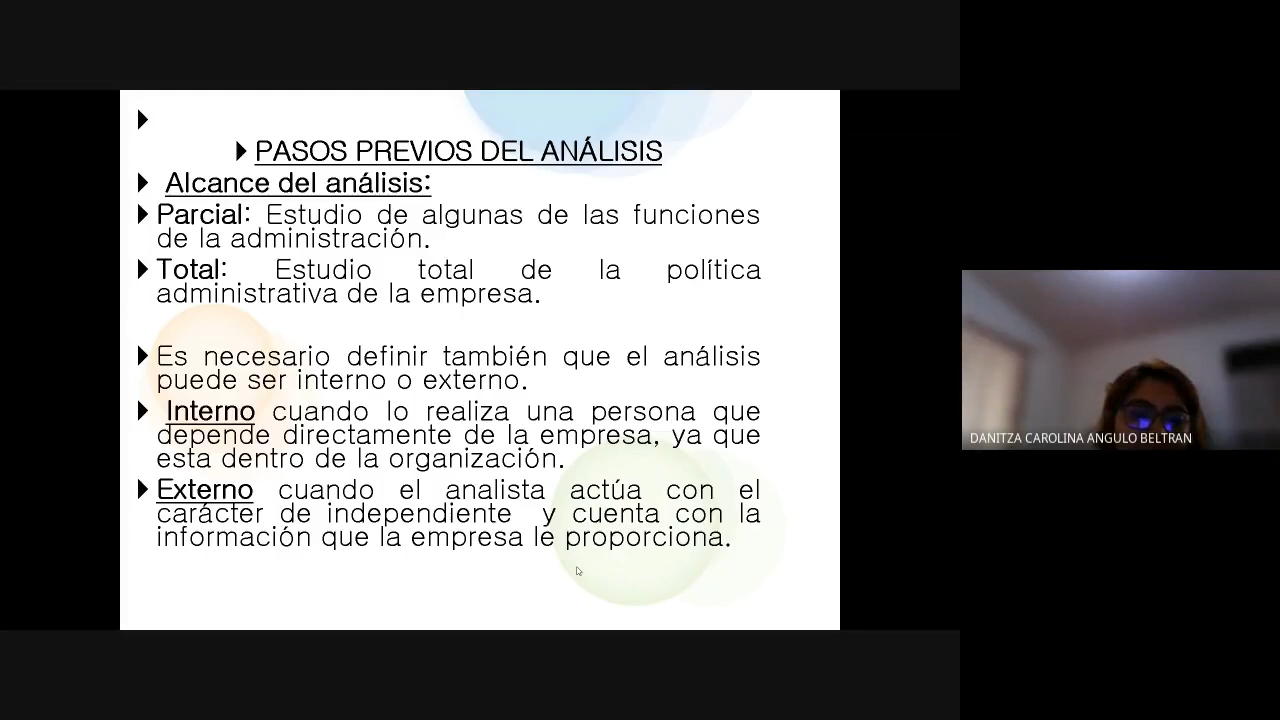 PASOS PREVIOS DEL ANÁLISIS
Alcance del análisis:
Parcial: Estudio de algunas de las funciones
de la administración.
Total: Estudio total de la política
administrativa de la empresa.
Es necesario definir también que el análisis
puede ser interno o externo.
Interno cuando lo realiza una persona que
depende directamente de la empresa, ya que
esta dentro de la organización.
Externo cuando el analista actúa con el
carácter de independiente y cuenta con la
información que la empresa le proporciona.
DANITZA CAROLINA ANGULO BELTRAN